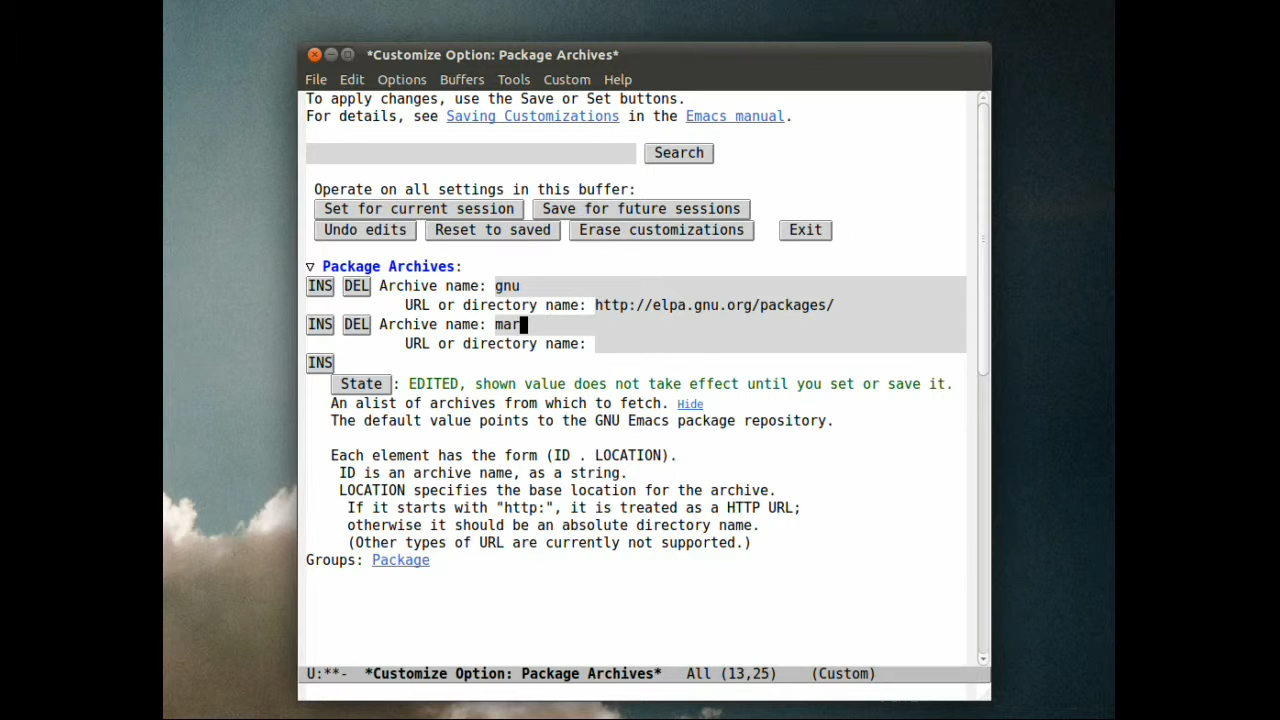 *Customize Option: Package Archives*
File Edit Options Buffers Tools Custom Help
To apply changes, use the Save or Set buttons.
For details, see Saving Customizations in the Emacs manual.
Search
Operate on all settings in this buffer:
Set for current session Save for future sessions
Undo edits Reset to saved Erase customizations Exit
▽ Package Archives:
INS DEL Archive name: gnu
URL or directory name: http://elpa.gnu.org/packages/
INS DEL Archive name: mar
URL or directory name:
INS
State : EDITED, shown value does not take effect until you set or save it.
An alist of archives from which to fetch. Hide
The default value points to the GNU Emacs package repository.
Each element has the form (ID . LOCATION).
ID is an archive name, as a string.
LOCATION specifies the base location for the archive.
If it starts with "http:", it is treated as a HTTP URL;
otherwise it should be an absolute directory name.
(Other types of URL are currently not supported.)
Groups: Package
U:**- *Customize Option: Package Archives* All (13,25) (Custom)